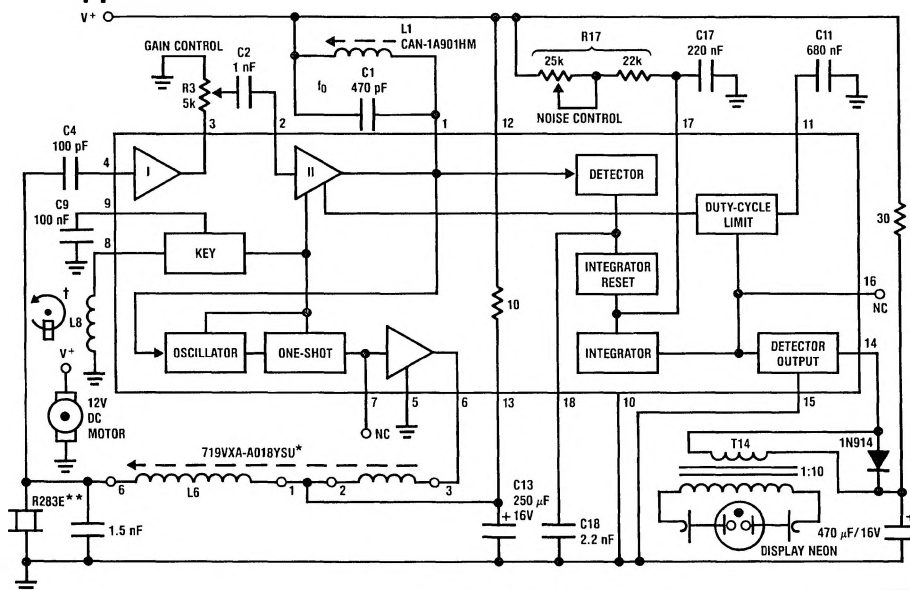 V+
L1
CAN-1A901HM
GAIN CONTROL
C2
1 nF
R3
5k
f0
C1
470 pF
R17
25k
22k
NOISE CONTROL
C17
220 nF
C11
680 nF
3
2
1
12
17
11
C4
100 pF
4
I
II
DETECTOR
DUTY-CYCLE
LIMIT
30
C9
100 nF
9
8
KEY
INTEGRATOR
RESET
16
NC
†
L8
10
OSCILLATOR
ONE-SHOT
INTEGRATOR
DETECTOR
OUTPUT
14
V+
12V
DC
MOTOR
7
5
6
13
18
10
15
NC
T14
1N914
1:10
719VXA-A018YSU*
6
L6
1
2
3
C13
250 µF
+ 16V
R283E**
1.5 nF
C18
2.2 nF
+
470 µF/16V
DISPLAY NEON